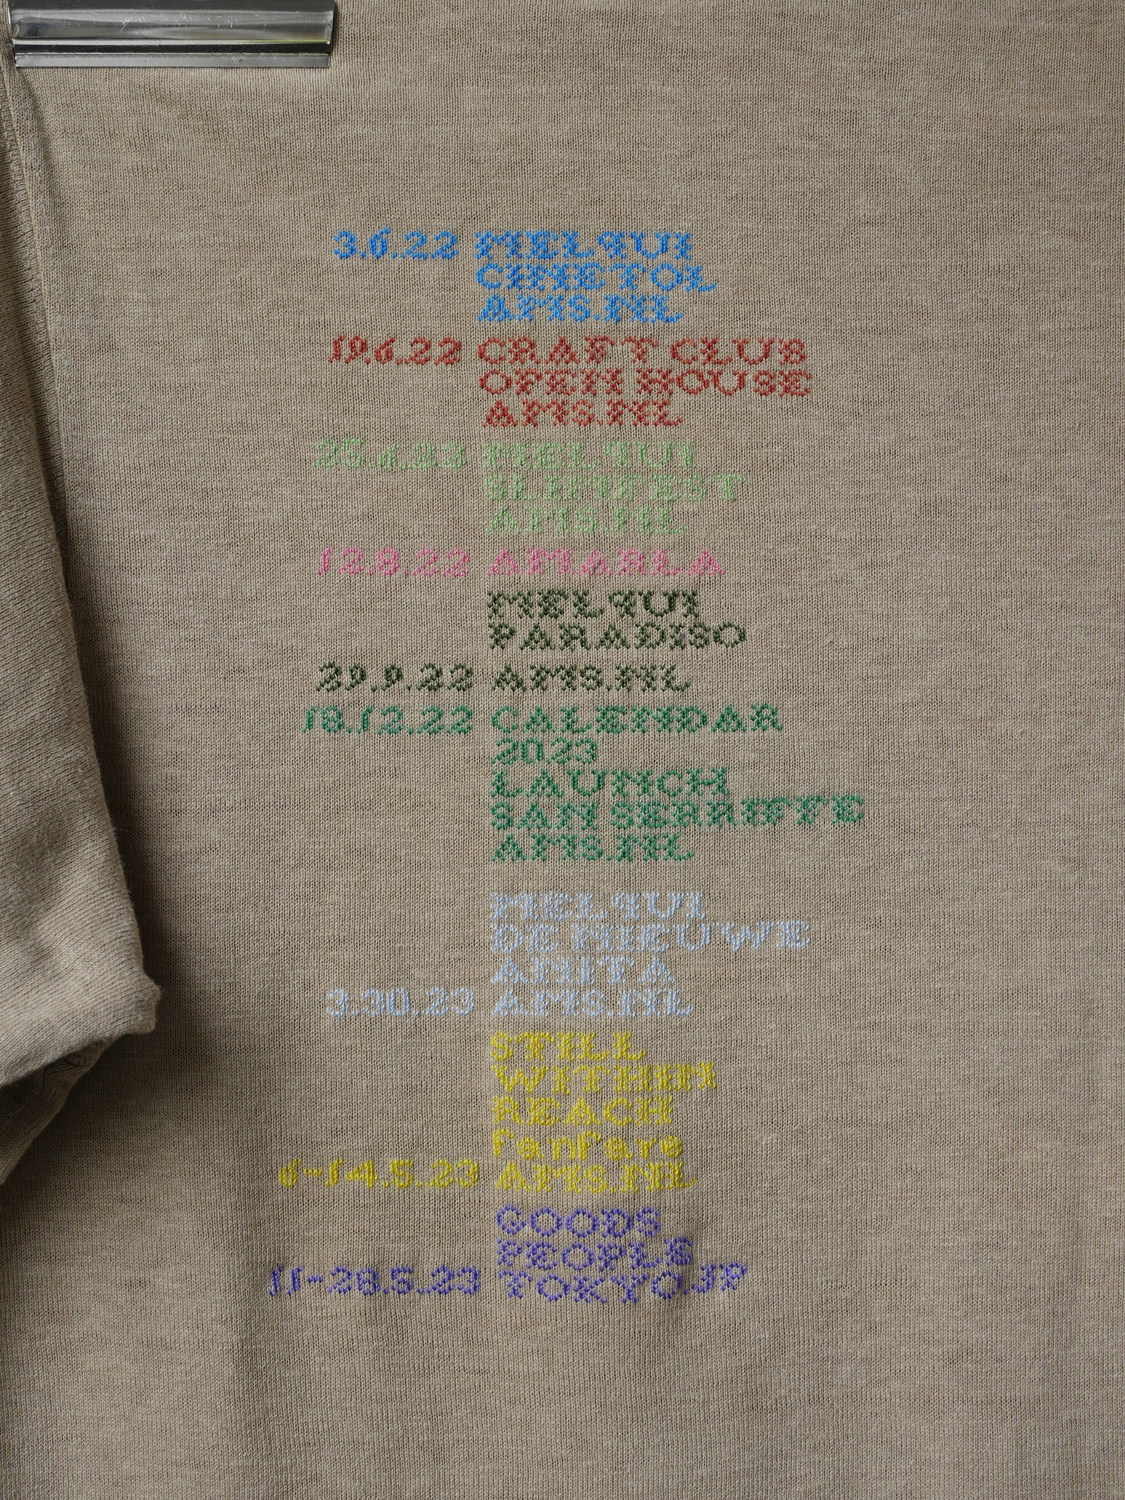 3.6.22 MELQUI
CINETOL
AMS.NL
19.6.22 CRAFT CLUB
OPEN HOUSE
AMS.NL
25.6.23 MELQUI
AMS.NL
12.8.22 AMARLA
MELQUI
PARADISO
29.9.22 AMS.NL
18.12.22 CALENDAR
2023
LAUNCH
SAN SERRIFFE
AMS.NL
MELQUI
DE NIEUWE
ANITA
3.30.23 AMS.NL
STILL
WITHIN
REACH
fanfare
6-14.5.23 AMS.NL
GOODS
PEOPLE
11-28.5.23 TOKYO.JP